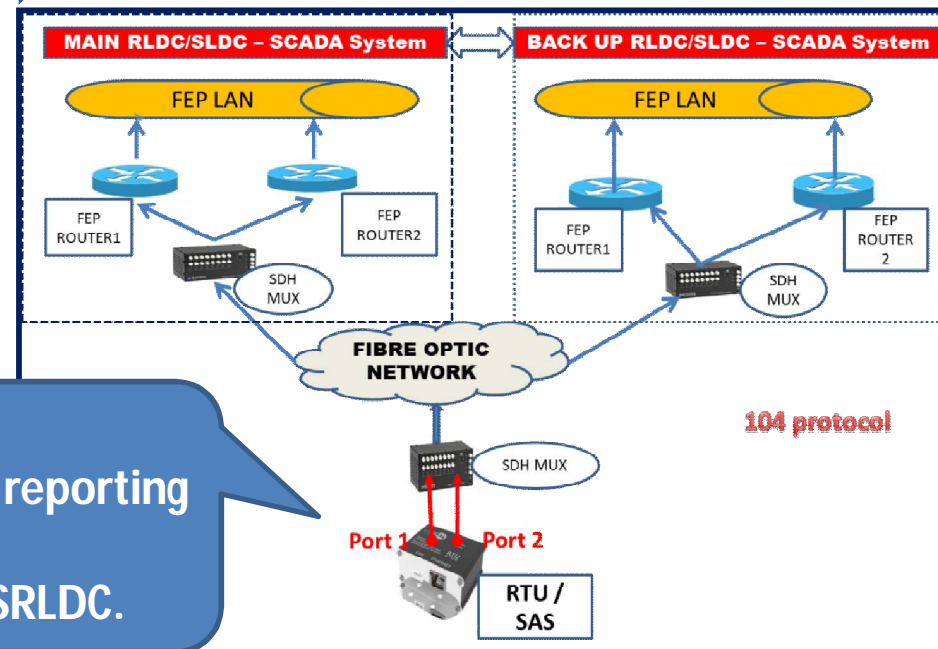 MAIN RLDC/SLDC – SCADA System
BACK UP RLDC/SLDC – SCADA System
FEP LAN
FEP LAN
FEP
ROUTER1
FEP
ROUTER2
SDH
MUX
FEP
ROUTER1
FEP
ROUTER
2
SDH
MUX
FIBRE OPTIC
NETWORK
104 protocol
SDH MUX
reporting
SRLDC.
Port 1
Port 2
RTU /
SAS